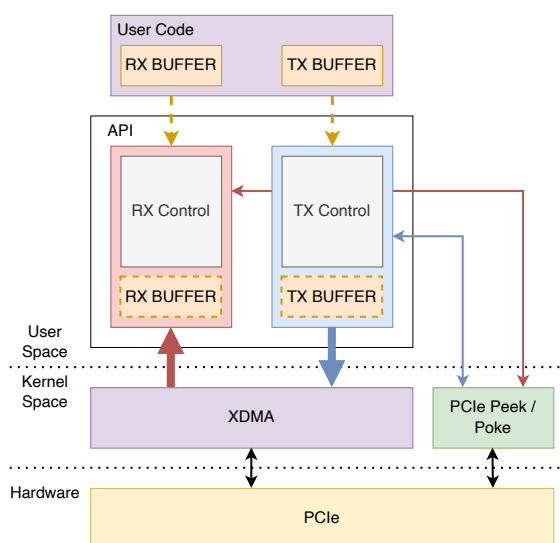 User Code
RX BUFFER
TX BUFFER
API
RX Control
TX Control
RX BUFFER
TX BUFFER
User
Space
Kernel
Space
XDMA
PCIe Peek /
Poke
Hardware
PCIe